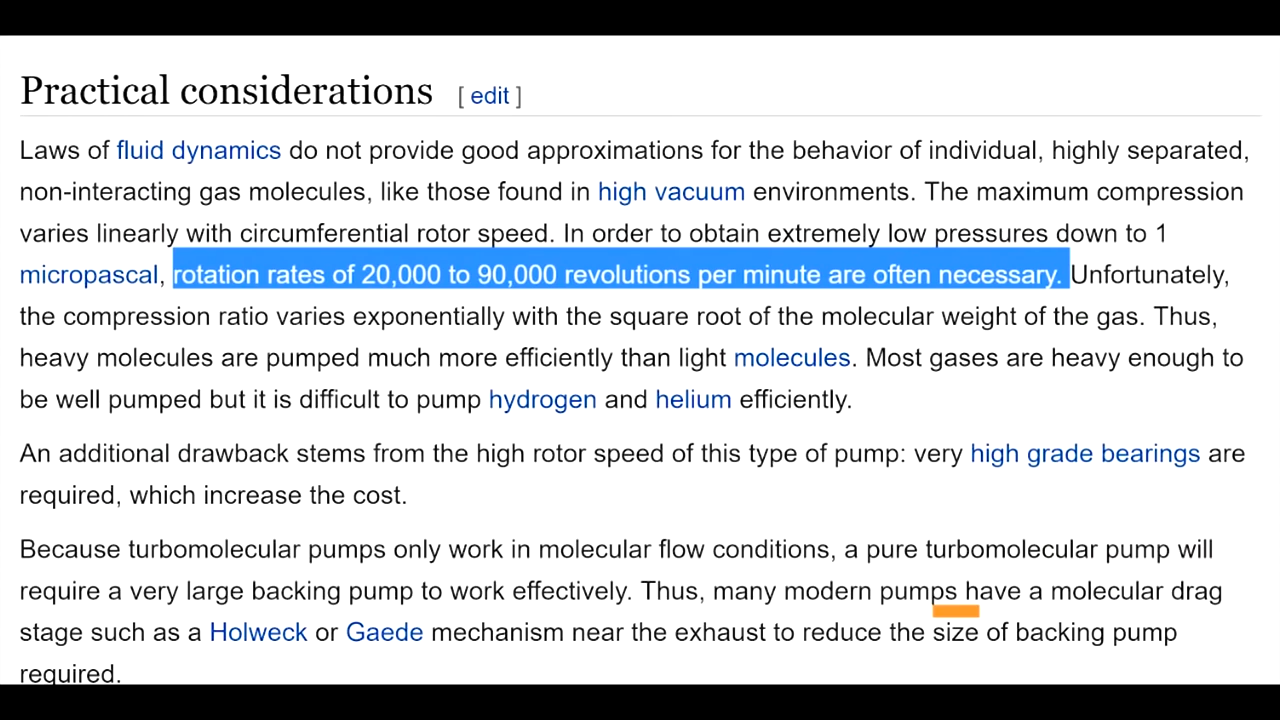 Practical considerations [ edit ]
Laws of fluid dynamics do not provide good approximations for the behavior of individual, highly separated,
non-interacting gas molecules, like those found in high vacuum environments. The maximum compression
varies linearly with circumferential rotor speed. In order to obtain extremely low pressures down to 1
micropascal, rotation rates of 20,000 to 90,000 revolutions per minute are often necessary. Unfortunately,
the compression ratio varies exponentially with the square root of the molecular weight of the gas. Thus,
heavy molecules are pumped much more efficiently than light molecules. Most gases are heavy enough to
be well pumped but it is difficult to pump hydrogen and helium efficiently.
An additional drawback stems from the high rotor speed of this type of pump: very high grade bearings are
required, which increase the cost.
Because turbomolecular pumps only work in molecular flow conditions, a pure turbomolecular pump will
require a very large backing pump to work effectively. Thus, many modern pumps have a molecular drag
stage such as a Holweck or Gaede mechanism near the exhaust to reduce the size of backing pump
required.